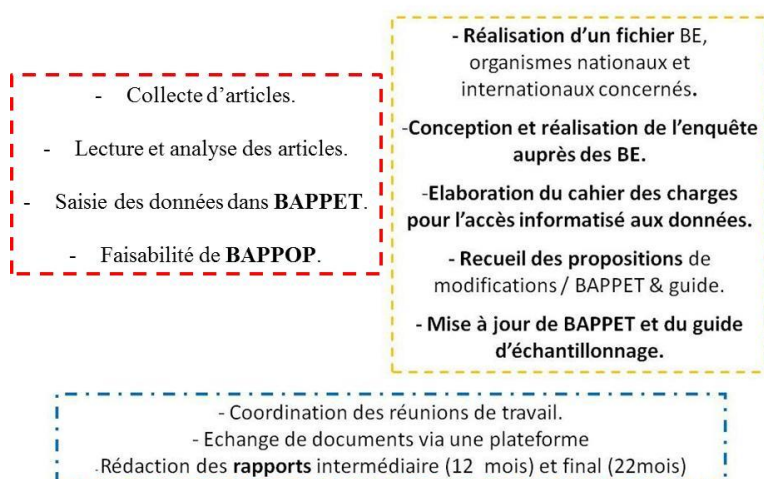 - Collecte d’articles.
- Lecture et analyse des articles.
- Saisie des données dans BAPPET.
- Faisabilité de BAPPOP.
- Réalisation d’un fichier BE,
organismes nationaux et
internationaux concernés.
-Conception et réalisation de l’enquête
auprès des BE.
-Elaboration du cahier des charges
pour l’accès informatisé aux données.
- Recueil des propositions de
modifications / BAPPET & guide.
- Mise à jour de BAPPET et du guide
d’échantillonnage.
- Coordination des réunions de travail.
- Echange de documents via une plateforme
-Rédaction des rapports intermédiaire (12 mois) et final (22mois)